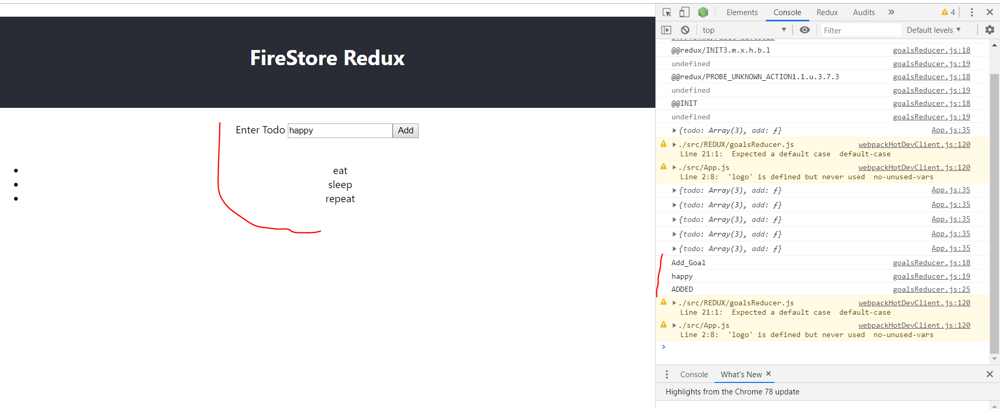 FireStore Redux
Enter Todo happy Add
eat
sleep
repeat
Elements Console Redux Audits » 4
top Filter Default levels
@@redux/INIT3.m.x.h.b.l goalsReducer.js:18
undefined goalsReducer.js:19
@@redux/PROBE_UNKNOWN_ACTION1.1.u.3.7.3 goalsReducer.js:18
undefined goalsReducer.js:19
@@INIT goalsReducer.js:18
undefined goalsReducer.js:19
{todo: Array(3), add: ƒ} App.js:35
./src/REDUX/goalsReducer.js webpackHotDevClient.js:120
Line 21:1: Expected a default case default-case
./src/App.js webpackHotDevClient.js:120
Line 2:8: 'logo' is defined but never used no-unused-vars
{todo: Array(3), add: ƒ} App.js:35
{todo: Array(3), add: ƒ} App.js:35
{todo: Array(3), add: ƒ} App.js:35
{todo: Array(3), add: ƒ} App.js:35
{todo: Array(3), add: ƒ} App.js:35
Add_Goal goalsReducer.js:18
happy goalsReducer.js:19
ADDED goalsReducer.js:25
./src/REDUX/goalsReducer.js webpackHotDevClient.js:120
Line 21:1: Expected a default case default-case
./src/App.js webpackHotDevClient.js:120
Line 2:8: 'logo' is defined but never used no-unused-vars
Console What's New
Highlights from the Chrome 78 update